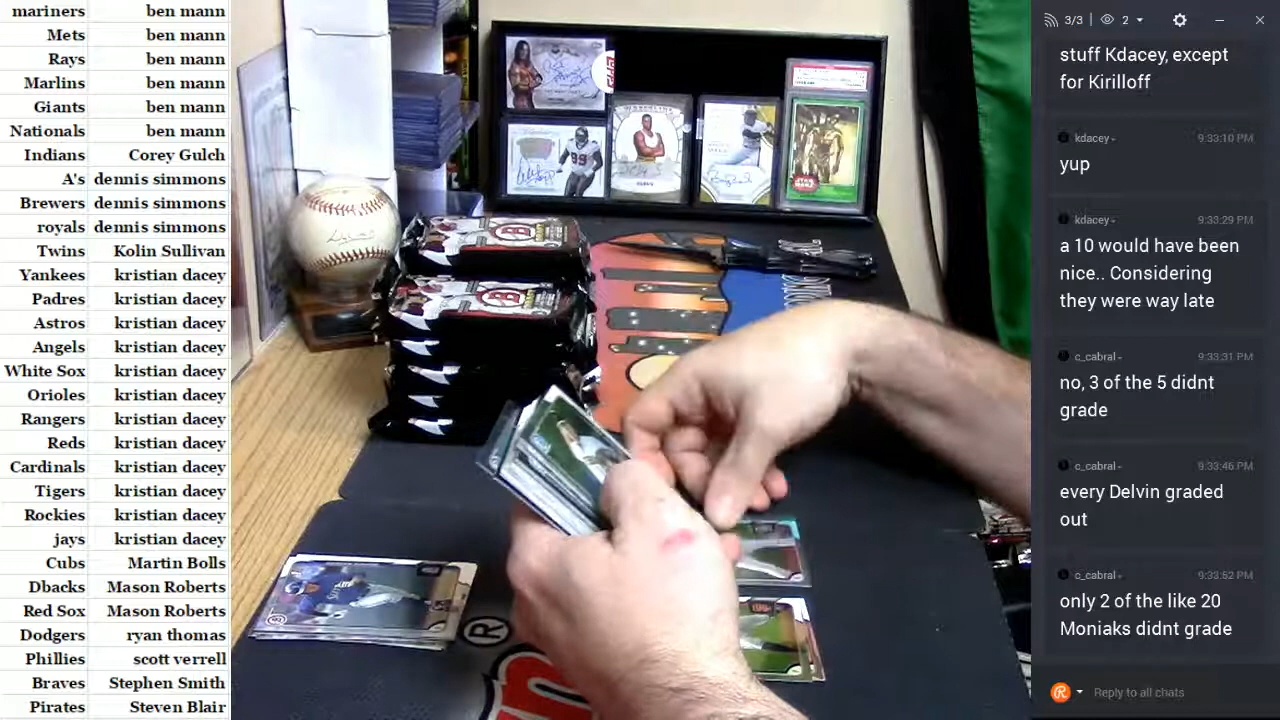 mariners ben mann
Mets ben mann
Rays ben mann
Marlins ben mann
Giants ben mann
Nationals ben mann
Indians Corey Gulch
A's dennis simmons
Brewers dennis simmons
royals dennis simmons
Twins Kolin Sullivan
Yankees kristian dacey
Padres kristian dacey
Astros kristian dacey
Angels kristian dacey
White Sox kristian dacey
Orioles kristian dacey
Rangers kristian dacey
Reds kristian dacey
Cardinals kristian dacey
Tigers kristian dacey
Rockies kristian dacey
jays kristian dacey
Cubs Martin Bolls
Dbacks Mason Roberts
Red Sox Mason Roberts
Dodgers ryan thomas
Phillies scott verrell
Braves Stephen Smith
Pirates Steven Blair
99
STAR
WARS
B
B
®
3/3 2
stuff Kdacey, except
for Kirilloff
kdacey 9:33:10 PM
yup
kdacey 9:33:29 PM
a 10 would have been
nice.. Considering
they were way late
c_cabral 9:33:31 PM
no, 3 of the 5 didnt
grade
c_cabral 9:33:46 PM
every Delvin graded
out
c_cabral 9:33:52 PM
only 2 of the like 20
Moniaks didnt grade
Reply to all chats